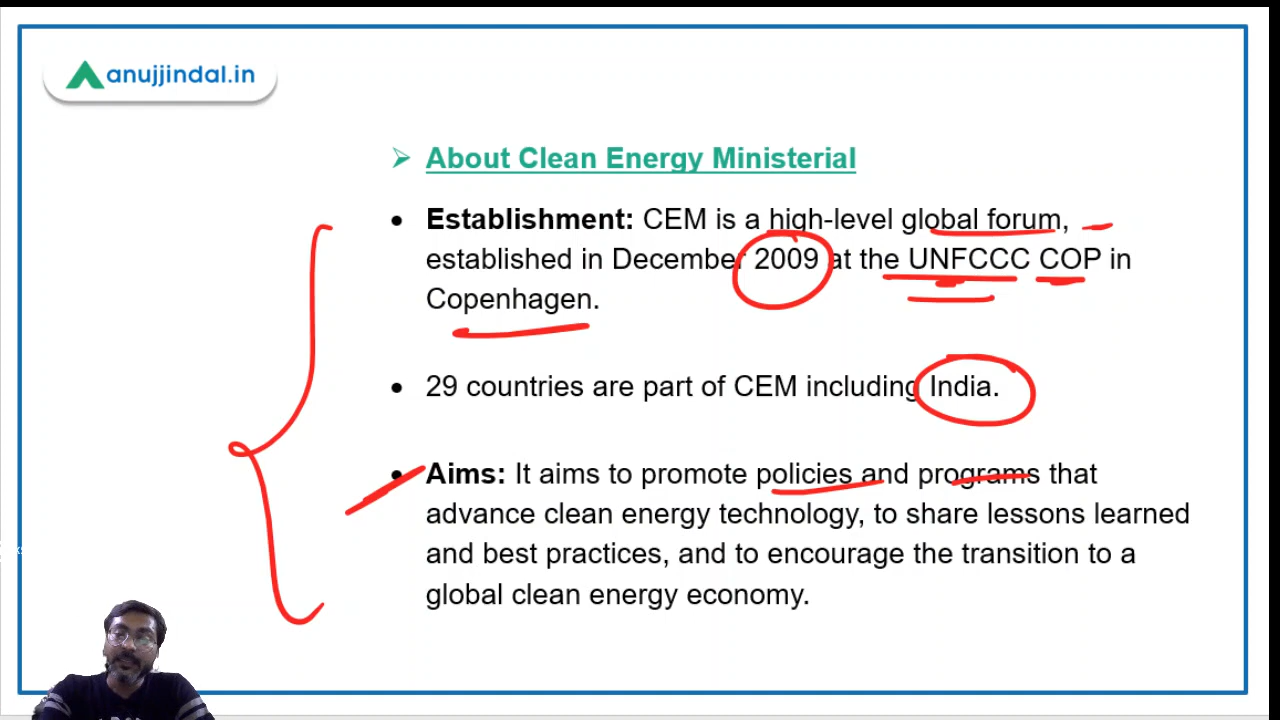 anujjindal.in
➢ About Clean Energy Ministerial
• Establishment: CEM is a high-level global forum,
established in December 2009 at the UNFCCC COP in
Copenhagen.
• 29 countries are part of CEM including India.
• Aims: It aims to promote policies and programs that
advance clean energy technology, to share lessons learned
and best practices, and to encourage the transition to a
global clean energy economy.